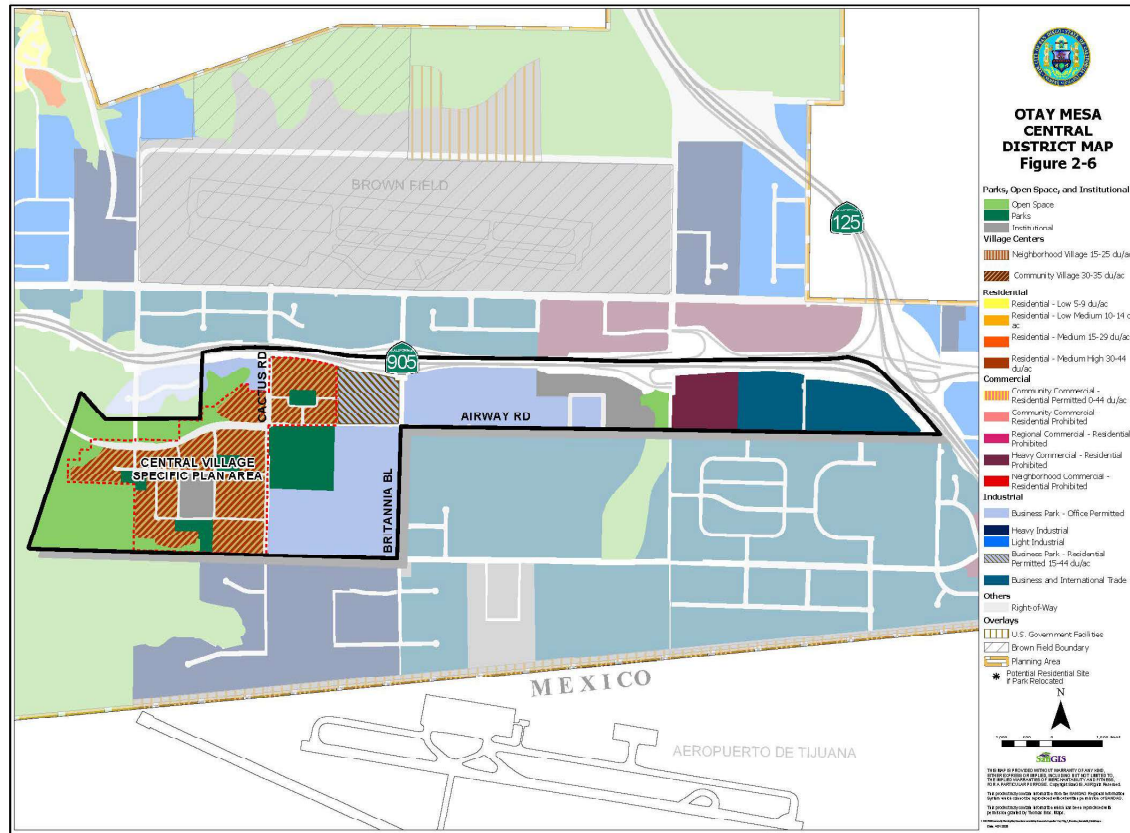 OTAY MESA
CENTRAL
DISTRICT MAP
Figure 2-6
Parks, Open Space, and Institutional
Open Space
Parks
Institutional
Village Centers
Neighborhood Village 15-25 du/ac
Community Village 30-35 du/ac
Residential
Residential - Low 5-9 du/ac
Residential - Low Medium 10-14 d
ac
Residential - Medium 15-29 du/ac
Residential - Medium High 30-44
du/ac
Commercial
Community Commercial -
Residential Permitted 0-44 du/ac
Community Commercial
Residential Prohibited
Regional Commercial - Residential
Prohibited
Heavy Commercial - Residential
Prohibited
Neighborhood Commercial -
Residential Prohibited
Industrial
Business Park - Office Permitted
Heavy Industrial
Light Industrial
Business Park - Residential
Permitted 15-44 du/ac
Business and International Trade
Others
Right-of-Way
Overlays
U.S. Government Facilities
Brown Field Boundary
Planning Area
Potential Residential Site
if Park Relocated
N
SanGIS
BROWN FIELD
125
905
CACTUS RD
AIRWAY RD
CENTRAL VILLAGE
SPECIFIC PLAN AREA
BRITANNIA BL
MEXICO
AEROPUERTO DE TIJUANA